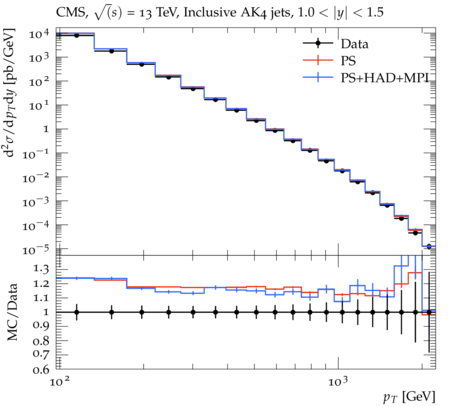 CMS, √(s) = 13 TeV, Inclusive AK4 jets, 1.0 < |y| < 1.5
Data
PS
PS+HAD+MPI
d²σ/dp_T dy [pb/GeV]
10⁴
10³
10²
10¹
1
10⁻¹
10⁻²
10⁻³
10⁻⁴
10⁻⁵
MC/Data
1.3
1.2
1.1
1
0.9
0.8
0.7
0.6
10² 10³
p_T [GeV]